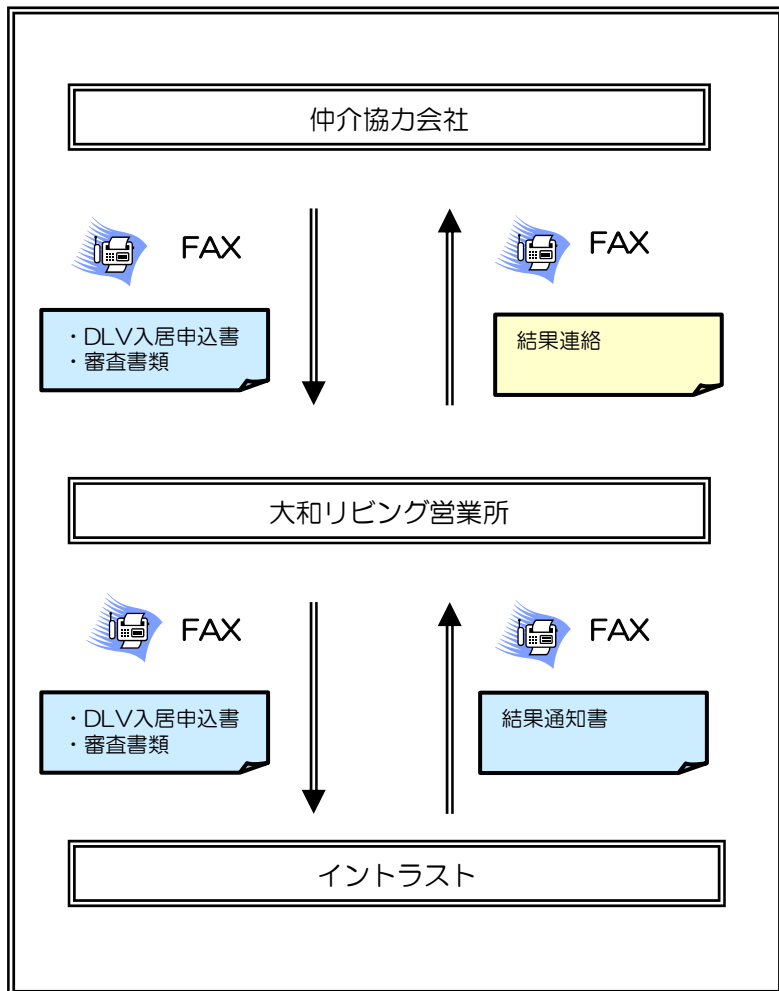 仲介協力会社
FAX
FAX
・DLV入居申込書
・審査書類
結果連絡
大和リビング営業所
FAX
FAX
・DLV入居申込書
・審査書類
結果通知書
イントラスト